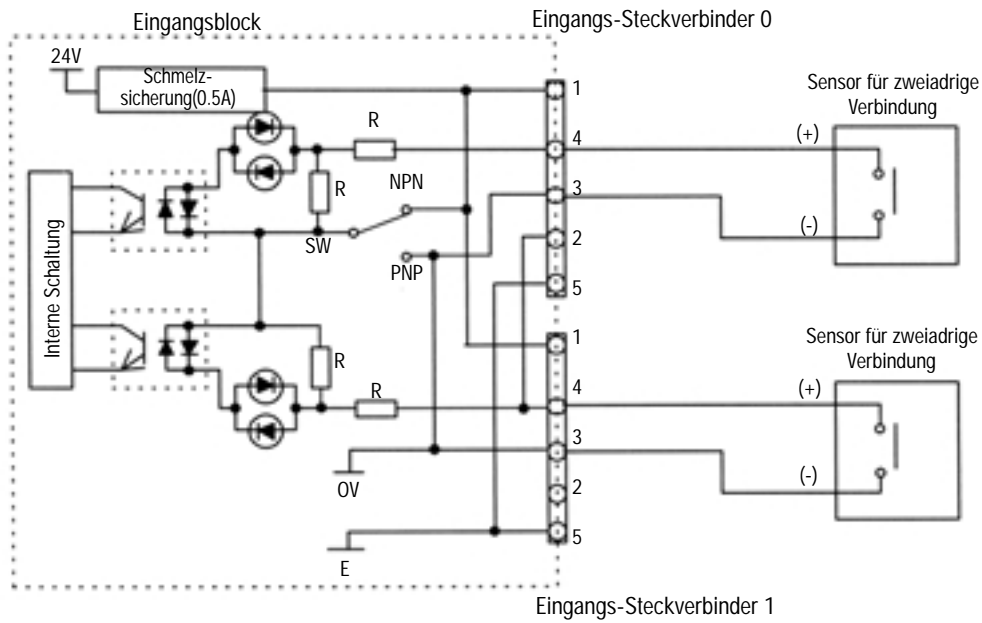 Eingangsblock
Eingangs-Steckverbinder 0
24V
Schmelz-
sicherung(0.5A)
1
Sensor für zweiadrige
Verbindung
R
4
(+)
R
NPN
3
SW
2
(-)
PNP
5
Interne Schaltung
1
Sensor für zweiadrige
Verbindung
R
R
4
(+)
3
0V
2
(-)
E
5
Eingangs-Steckverbinder 1